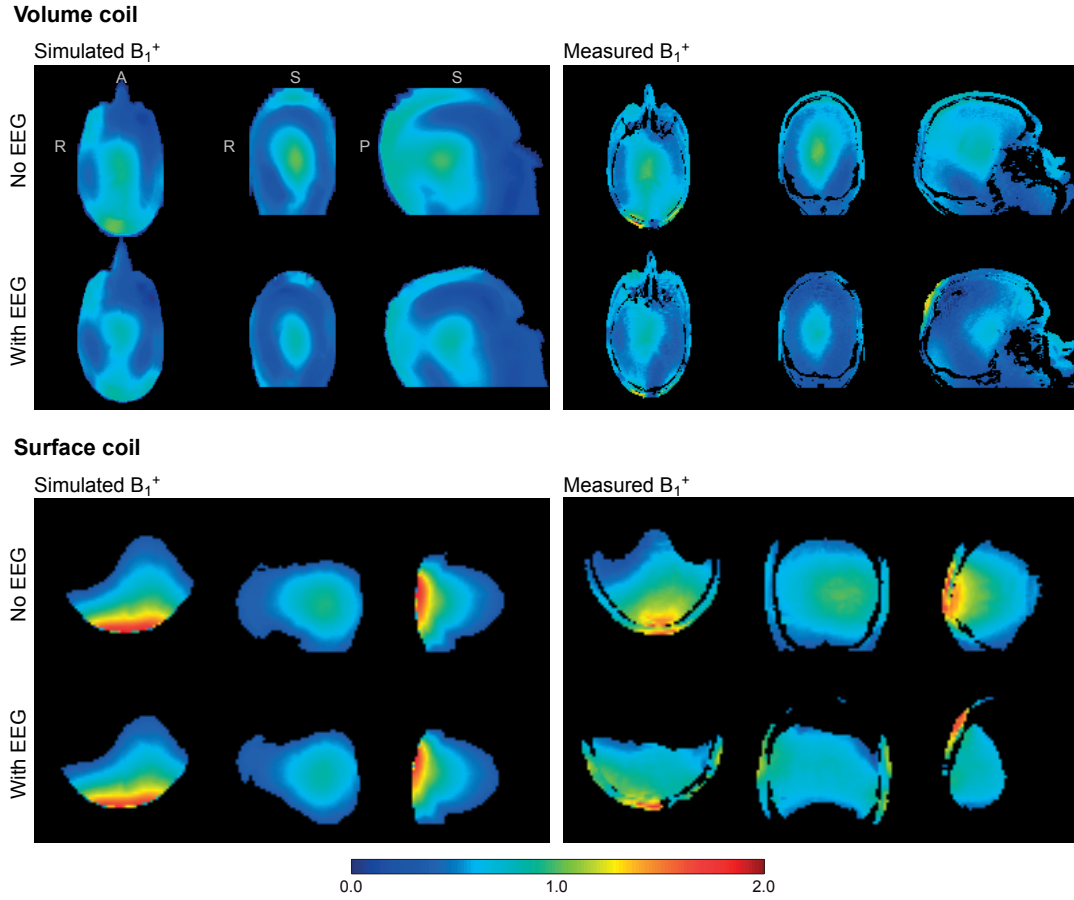 Volume coil
Simulated B₁⁺
Measured B₁⁺
No EEG
A
S
S
R
R
P
With EEG
Surface coil
Simulated B₁⁺
Measured B₁⁺
No EEG
With EEG
0.0
1.0
2.0